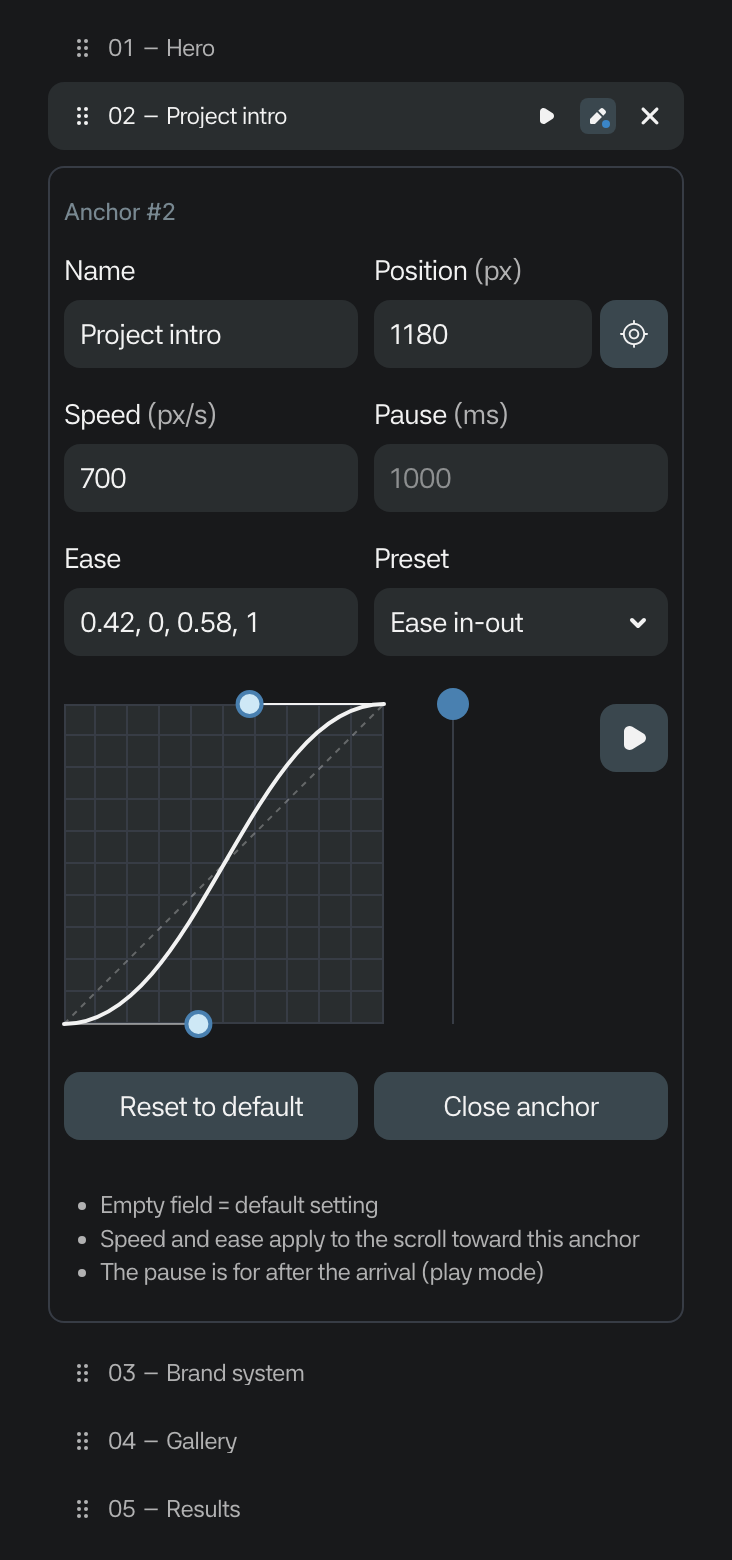 01 – Hero
02 – Project intro
Anchor #2
Name
Position (px)
Project intro
1180
Speed (px/s)
Pause (ms)
700
1000
Ease
Preset
0.42, 0, 0.58, 1
Ease in-out
Reset to default
Close anchor
• Empty field = default setting
• Speed and ease apply to the scroll toward this anchor
• The pause is for after the arrival (play mode)
03 – Brand system
04 – Gallery
05 – Results